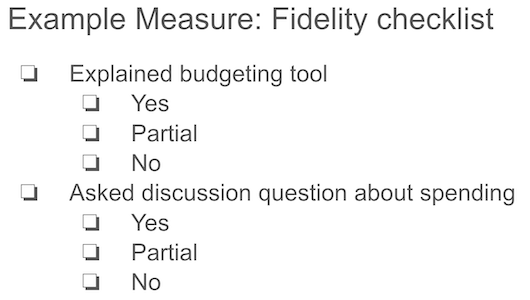 Example Measure: Fidelity checklist
❏ Explained budgeting tool
❏ Yes
❏ Partial
❏ No
❏ Asked discussion question about spending
❏ Yes
❏ Partial
❏ No